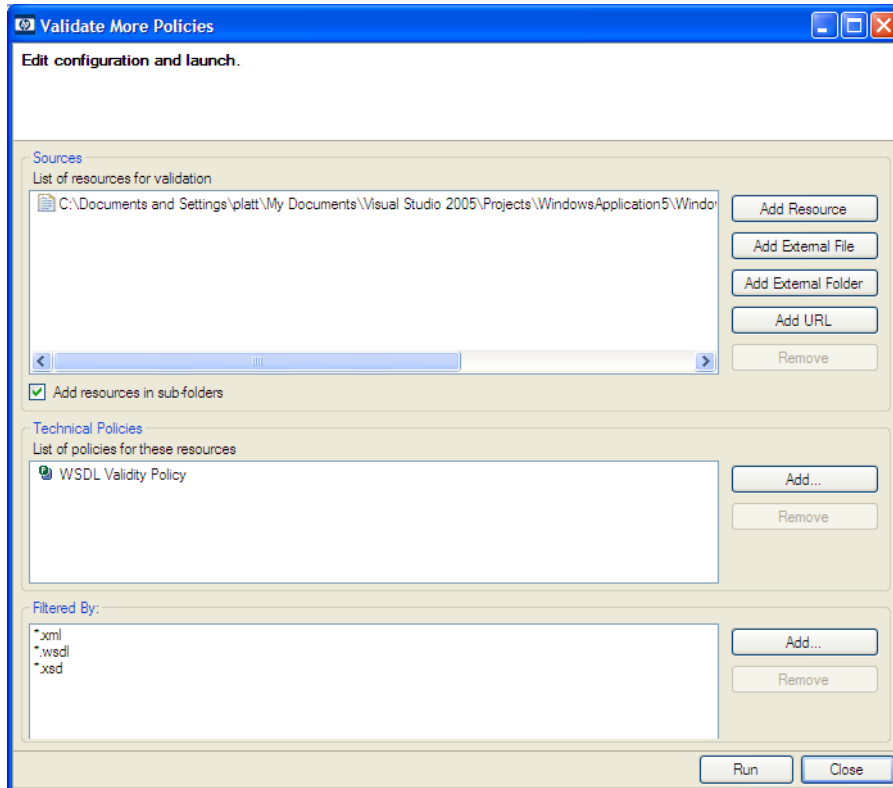 Validate More Policies
Edit configuration and launch.
Sources
List of resources for validation
C:\Documents and Settings\platt\My Documents\Visual Studio 2005\Projects\WindowsApplication5\Windo
Add Resource
Add External File
Add External Folder
Add URL
Remove
Add resources in sub-folders
Technical Policies
List of policies for these resources
WSDL Validity Policy
Add...
Remove
Filtered By:
*.xml
*.wsdl
*.xsd
Add...
Remove
Run
Close